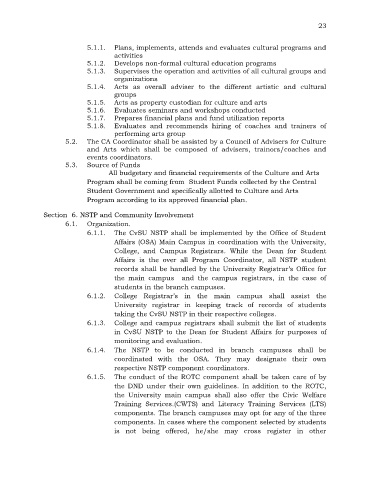 23
5.1.1. Plans, implements, attends and evaluates cultural programs and
activities
5.1.2. Develops non-formal cultural education programs
5.1.3. Supervises the operation and activities of all cultural groups and
organizations
5.1.4. Acts as overall adviser to the different artistic and cultural
groups
5.1.5. Acts as property custodian for culture and arts
5.1.6. Evaluates seminars and workshops conducted
5.1.7. Prepares financial plans and fund utilization reports
5.1.8. Evaluates and recommends hiring of coaches and trainers of
performing arts group
5.2. The CA Coordinator shall be assisted by a Council of Advisers for Culture
and Arts which shall be composed of advisers, trainors/coaches and
events coordinators.
5.3. Source of Funds
All budgetary and financial requirements of the Culture and Arts
Program shall be coming from Student Funds collected by the Central
Student Government and specifically allotted to Culture and Arts
Program according to its approved financial plan.
Section 6. NSTP and Community Involvement
6.1. Organization.
6.1.1. The CvSU NSTP shall be implemented by the Office of Student
Affairs (OSA) Main Campus in coordination with the University,
College, and Campus Registrars. While the Dean for Student
Affairs is the over all Program Coordinator, all NSTP student
records shall be handled by the University Registrar's Office for
the main campus and the campus registrars, in the case of
students in the branch campuses.
6.1.2. College Registrar's in the main campus shall assist the
University registrar in keeping track of records of students
taking the CvSU NSTP in their respective colleges.
6.1.3. College and campus registrars shall submit the list of students
in CvSU NSTP to the Dean for Student Affairs for purposes of
monitoring and evaluation.
6.1.4. The NSTP to be conducted in branch campuses shall be
coordinated with the OSA. They may designate their own
respective NSTP component coordinators.
6.1.5. The conduct of the ROTC component shall be taken care of by
the DND under their own guidelines. In addition to the ROTC,
the University main campus shall also offer the Civic Welfare
Training Services.(CWTS) and Literacy Training Services (LTS)
components. The branch campuses may opt for any of the three
components. In cases where the component selected by students
is not being offered, he/she may cross register in other